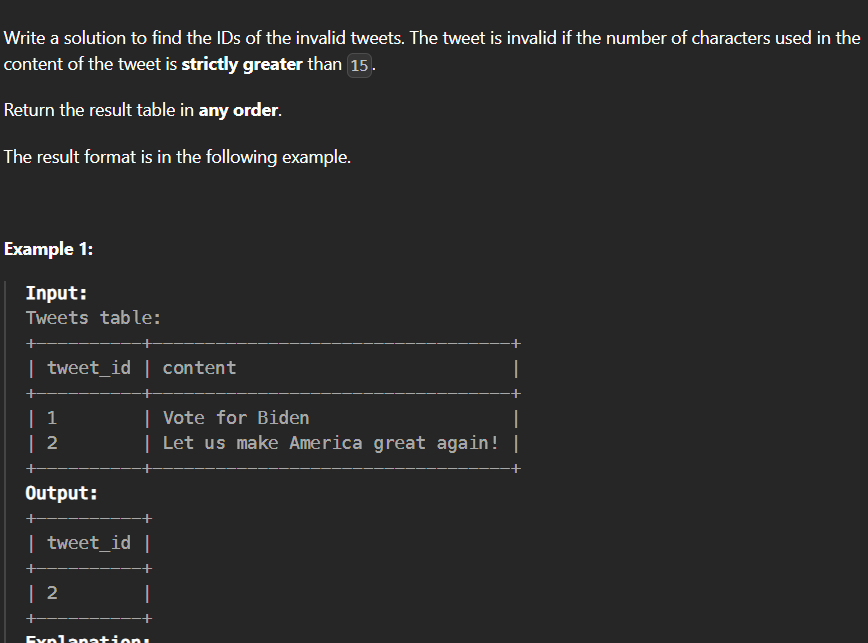 Write a solution to find the IDs of the invalid tweets. The tweet is invalid if the number of characters used in the
content of the tweet is strictly greater than 15.
Return the result table in any order.
The result format is in the following example.
Example 1:
Input:
Tweets table:
+----------+----------------------------------+
| tweet_id | content                          |
+----------+----------------------------------+
| 1        | Vote for Biden                   |
| 2        | Let us make America great again! |
+----------+----------------------------------+
Output:
+----------+
| tweet_id |
+----------+
| 2        |
+----------+
Explanation: